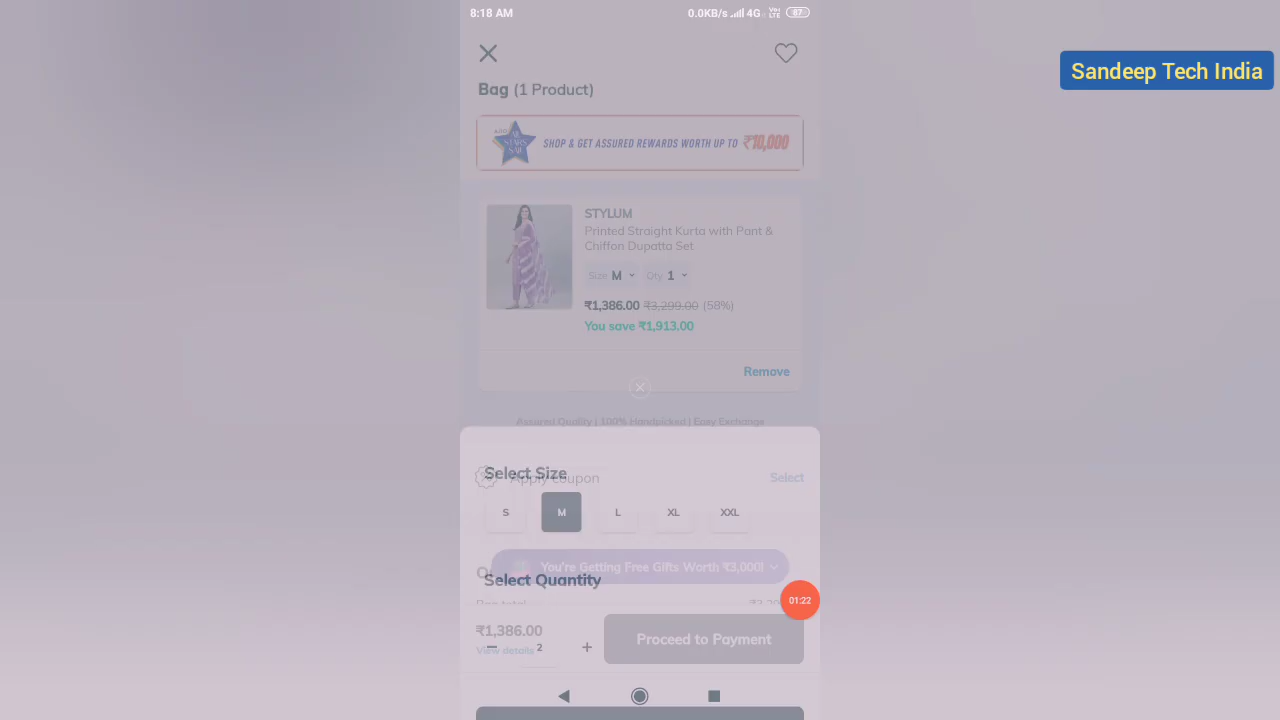 8:18 AM
0.0KB/s 4G VoLTE 87
Sandeep Tech India
Bag (1 Product)
SHOP & GET ASSURED REWARDS WORTH UP TO ₹10,000
STYLUM
Printed Straight Kurta with Pant &
Chiffon Dupatta Set
Size M Qty 1
₹1,386.00 ₹3,299.00 (58%)
You save ₹1,913.00
Remove
Assured Quality | 100% Handpicked | Easy Exchange
Select Size
Apply coupon Select
S M L XL XXL
You're Getting Free Gifts Worth ₹3,000!
Select Quantity
Bag total
01:22
₹1,386.00
View details
2
Proceed to Payment